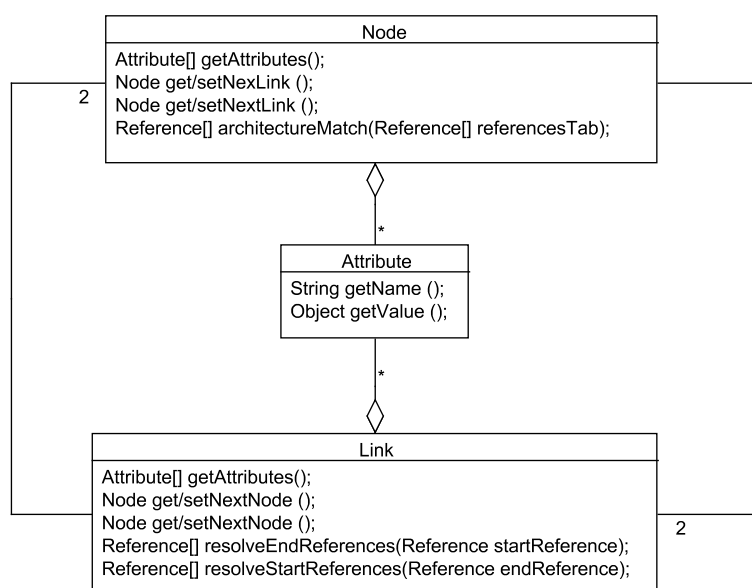 Node
Attribute[] getAttributes();
Node get/setNexLink ();
Node get/setNextLink ();
Reference[] architectureMatch(Reference[] referencesTab);
2
*
Attribute
String getName ();
Object getValue ();
*
Link
Attribute[] getAttributes();
Node get/setNextNode ();
Node get/setNextNode ();
Reference[] resolveEndReferences(Reference startReference);
Reference[] resolveStartReferences(Reference endReference);
2